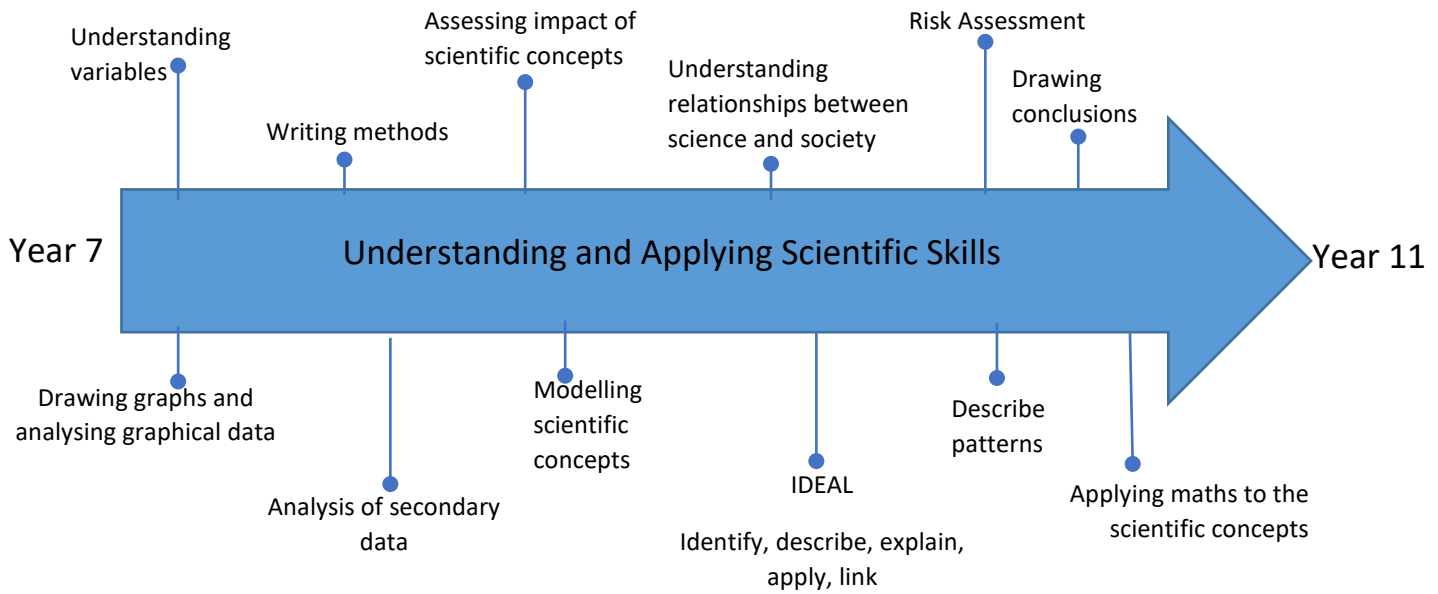 Understanding
variables
Writing methods
Assessing impact of
scientific concepts
Understanding
relationships between
science and society
Risk Assessment
Drawing
conclusions
Year 7
Understanding and Applying Scientific Skills
Year 11
Drawing graphs and
analysing graphical data
Analysis of secondary
data
Modelling
scientific
concepts
IDEAL
Identify, describe, explain,
apply, link
Describe
patterns
Applying maths to the
scientific concepts